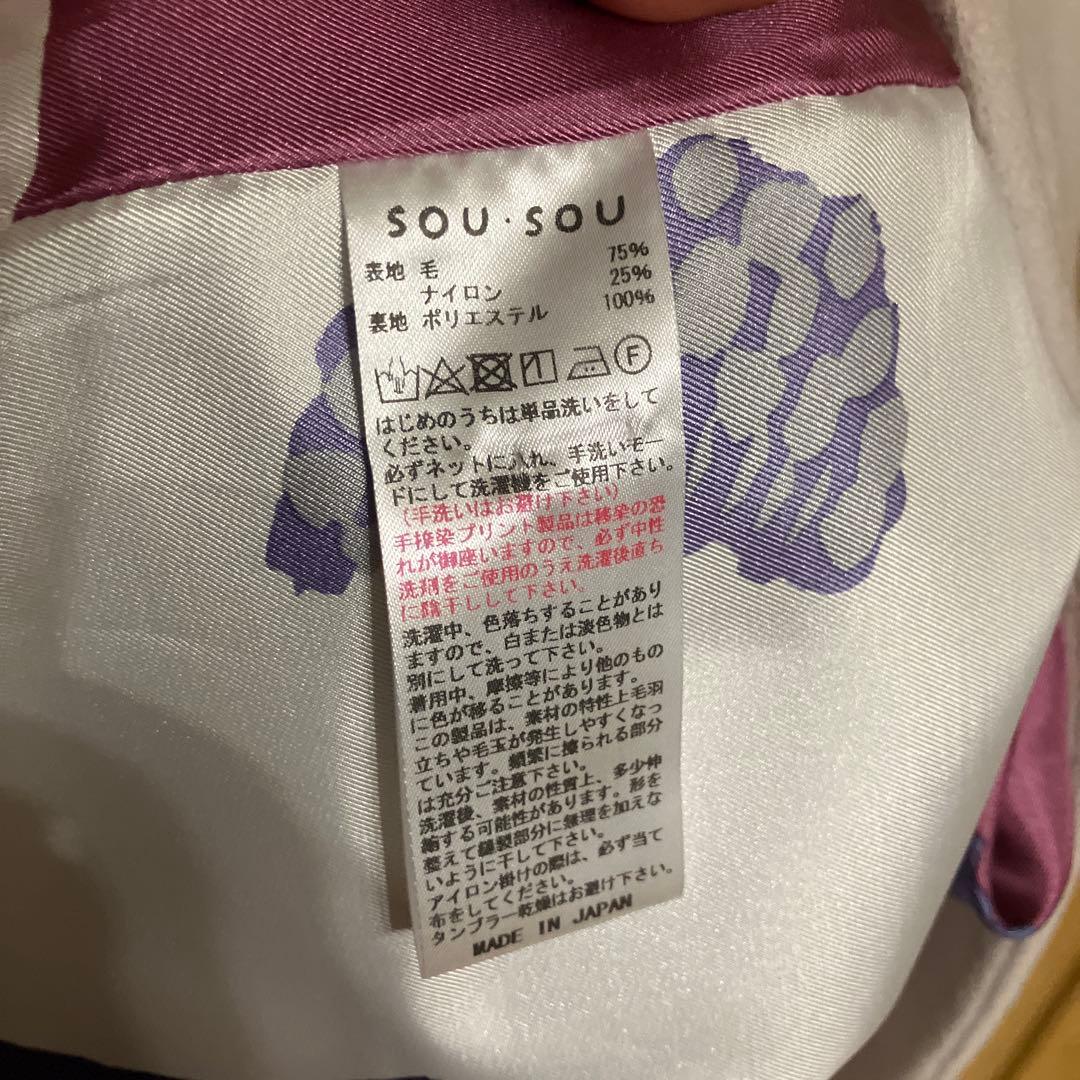 SOU・SOU
表地 毛 75%
ナイロン 25%
裏地 ポリエステル 100%
F
はじめのうちは単品洗いをして
ください。
必ずネットに入れ、手洗いモー
ドにして洗濯機をご使用下さい。
(手洗いはお避け下さい)
手捺染プリント製品は移染の恐
れが御座いますので、必ず中性
洗剤をご使用のうえ洗濯後直ち
に陰干しして下さい。
洗濯中、色落ちすることがあり
ますので、白または淡色物とは
別にして洗って下さい。
着用中、摩擦等により他のもの
に色が移ることがあります。
この製品は、素材の特性上毛羽
立ちや毛玉が発生しやすくなっ
ています。頻繁に擦られる部分
は充分ご注意下さい。
洗濯後、素材の性質上、多少伸
縮する可能性があります。形を
整えて縫製部分に無理を加えな
いように干して下さい。
アイロン掛けの際は、必ず当て
布をしてください。
タンブラー乾燥はお避け下さい。
MADE IN JAPAN